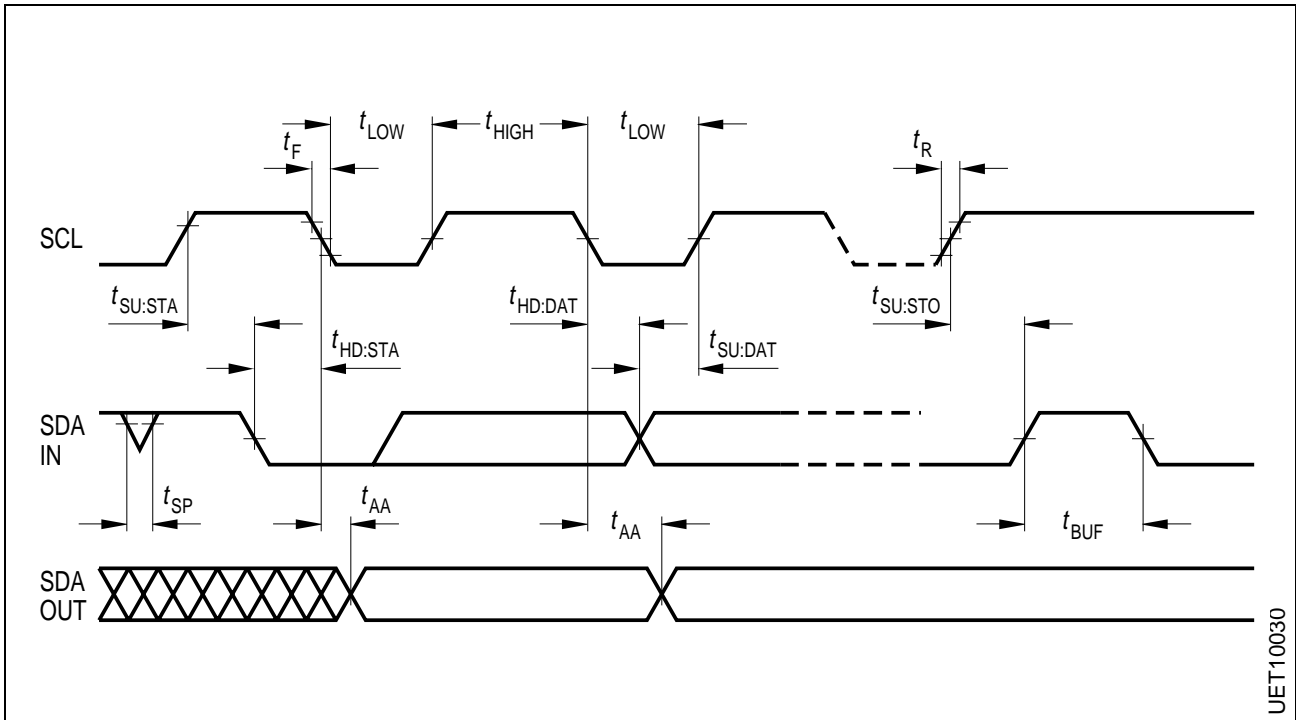 tLOW tHIGH tLOW
tF tR
SCL
tSU:STA tHD:DAT tSU:STO
tHD:STA tSU:DAT
SDA
IN
tSP tAA tAA tBUF
SDA
OUT
UET10030